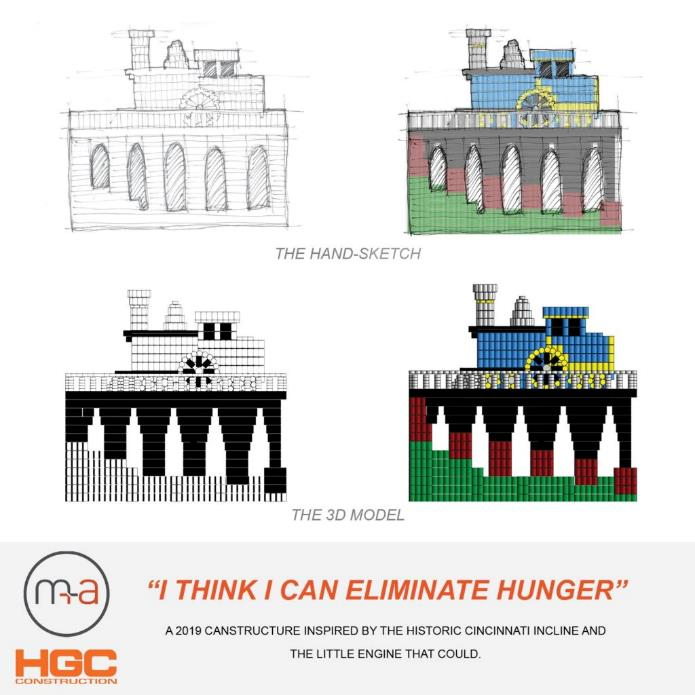 THE HAND-SKETCH
THE 3D MODEL
m+a
"I THINK I CAN ELIMINATE HUNGER"
A 2019 CANSTRUCTURE INSPIRED BY THE HISTORIC CINCINNATI INCLINE AND
THE LITTLE ENGINE THAT COULD.
HGC
CONSTRUCTION